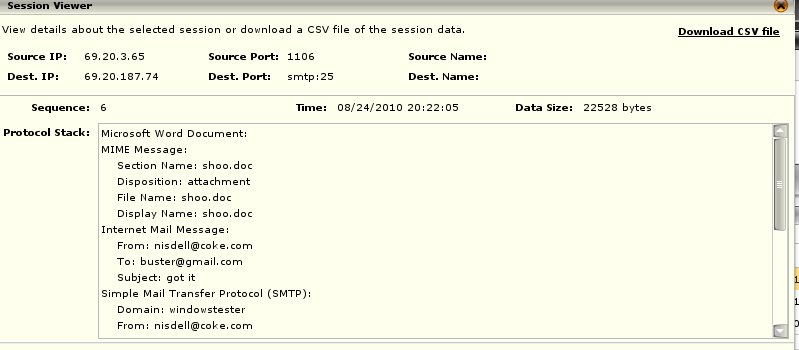 Session Viewer
View details about the selected session or download a CSV file of the session data.
Download CSV file
Source IP: 69.20.3.65 Source Port: 1106 Source Name:
Dest. IP: 69.20.187.74 Dest. Port: smtp:25 Dest. Name:
Sequence: 6 Time: 08/24/2010 20:22:05 Data Size: 22528 bytes
Protocol Stack:
Microsoft Word Document:
MIME Message:
Section Name: shoo.doc
Disposition: attachment
File Name: shoo.doc
Display Name: shoo.doc
Internet Mail Message:
From: nisdell@coke.com
To: buster@gmail.com
Subject: got it
Simple Mail Transfer Protocol (SMTP):
Domain: windowstester
From: nisdell@coke.com